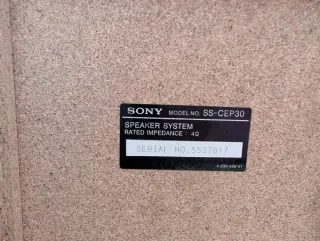 SONY MODEL NO. SS-CEP30
SPEAKER SYSTEM
RATED IMPEDANCE : 4Ω
SERIAL NO. 5527817